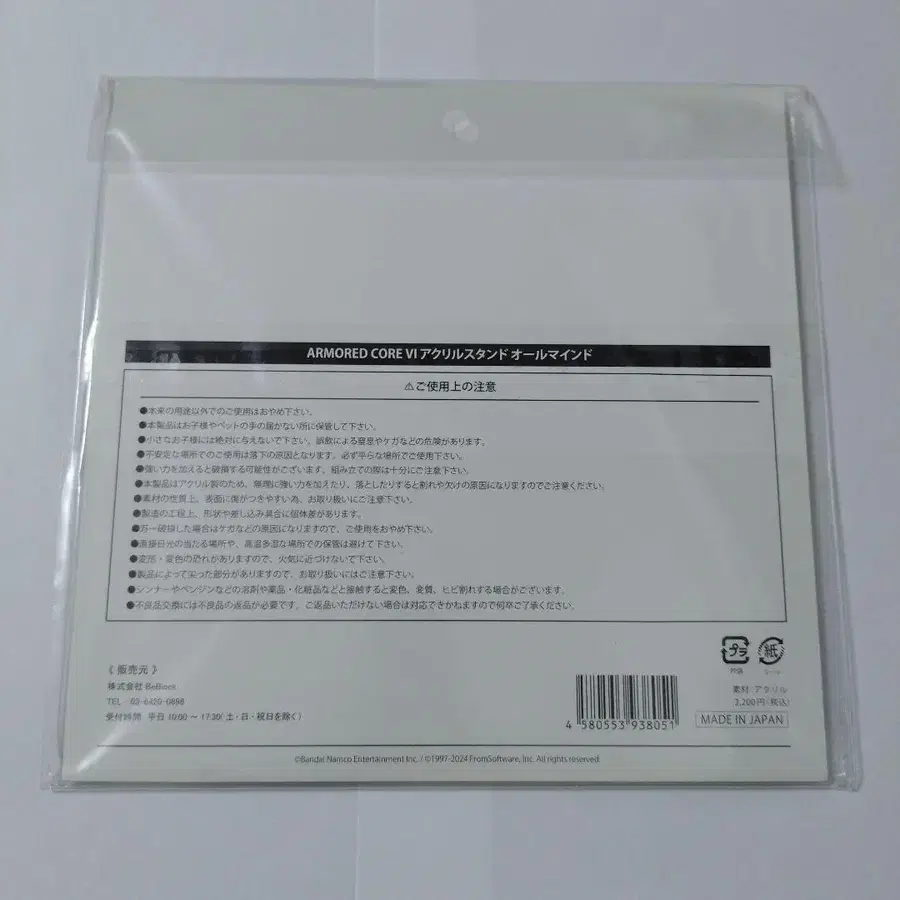 ARMORED CORE VI アクリルスタンド オールマインド
⚠ご使用上の注意
●本来の用途以外でのご使用はおやめ下さい。
●本製品はお子様やペットの手の届かない所に保管して下さい。
●小さなお子様には絶対に与えないで下さい。誤飲による窒息やケガなどの危険があります。
●不安定な場所でのご使用は落下の原因となります。必ず平らな場所でご使用下さい。
●強い力を加えると破損する可能性がございます。組み立ての際は十分にご注意下さい。
●本製品はアクリル製のため、無理に強い力を加えたり、落としたりすると割れや欠けの原因になりますのでご注意ください。
●素材の性質上、表面に傷がつきやすい為、お取り扱いにご注意下さい。
●製造の工程上、形状や差し込み具合に個体差があります。
●万一破損した場合はケガなどの原因になりますので、ご使用をおやめ下さい。
●直接日光の当たる場所や、高温多湿な場所での保管は避けて下さい。
●変形・変色の恐れがありますので、火気に近づけないで下さい。
●製品によって尖った部分がありますので、お取り扱いにはご注意下さい。
●シンナーやベンジンなどの溶剤や薬品・化粧品などと接触すると変色、変質、ヒビ割れする場合がございます。
●不良品交換には不良品の返品が必要です。ご返品いただけない場合は対応できかねますので何卒ご了承ください。
《 販売元 》
株式会社
TEL 03-6420-0898
受付時間 平日 10:00 ～ 17:30( 土・日・祝日を除く)
4 580553 938051
プラ
紙
素材：アクリル
2,200円(税込)
MADE IN JAPAN
©Bandai Namco Entertainment Inc. / ©1997-2024 FromSoftware, Inc. All rights reserved.